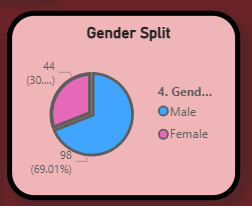 Gender Split
44
(30....)
4. Gend...
Male
Female
98
(69.01%)